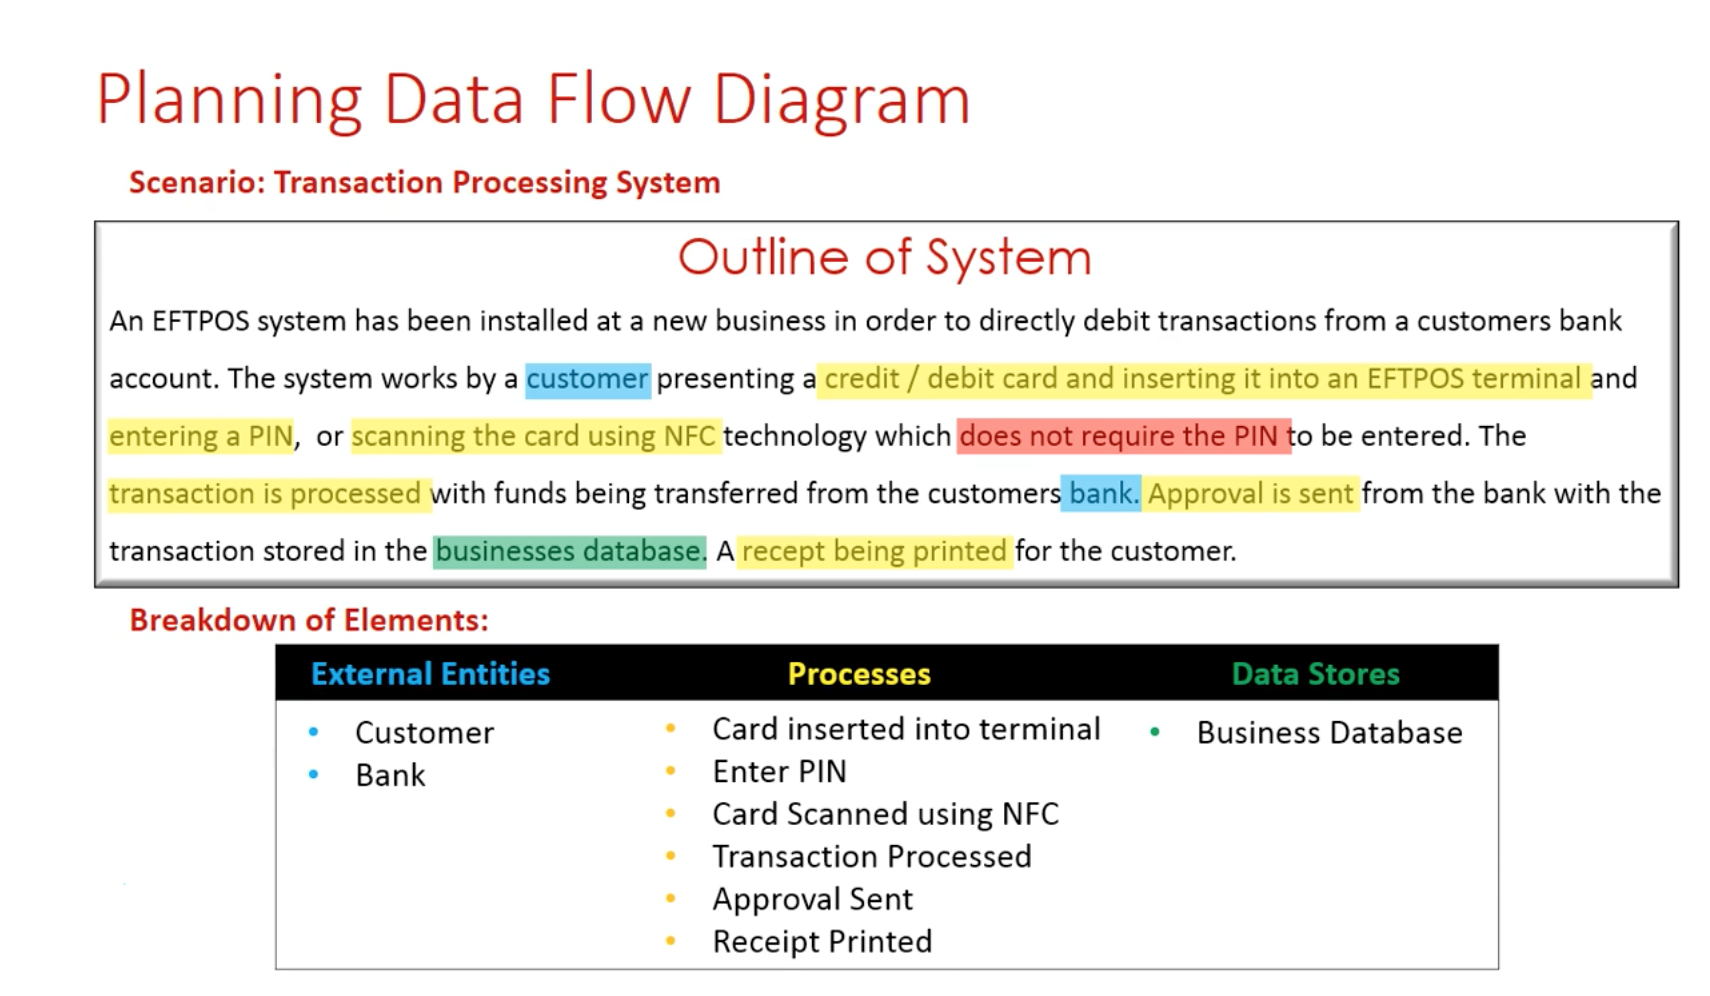 Planning Data Flow Diagram
Scenario: Transaction Processing System
Outline of System
An EFTPOS system has been installed at a new business in order to directly debit transactions from a customers bank
account. The system works by a customer presenting a credit / debit card and inserting it into an EFTPOS terminal and
entering a PIN, or scanning the card using NFC technology which does not require the PIN to be entered. The
transaction is processed with funds being transferred from the customers bank. Approval is sent from the bank with the
transaction stored in the businesses database. A recept being printed for the customer.
Breakdown of Elements:
External Entities
• Customer
• Bank
Processes
• Card inserted into terminal
• Enter PIN
• Card Scanned using NFC
• Transaction Processed
• Approval Sent
• Receipt Printed
Data Stores
• Business Database